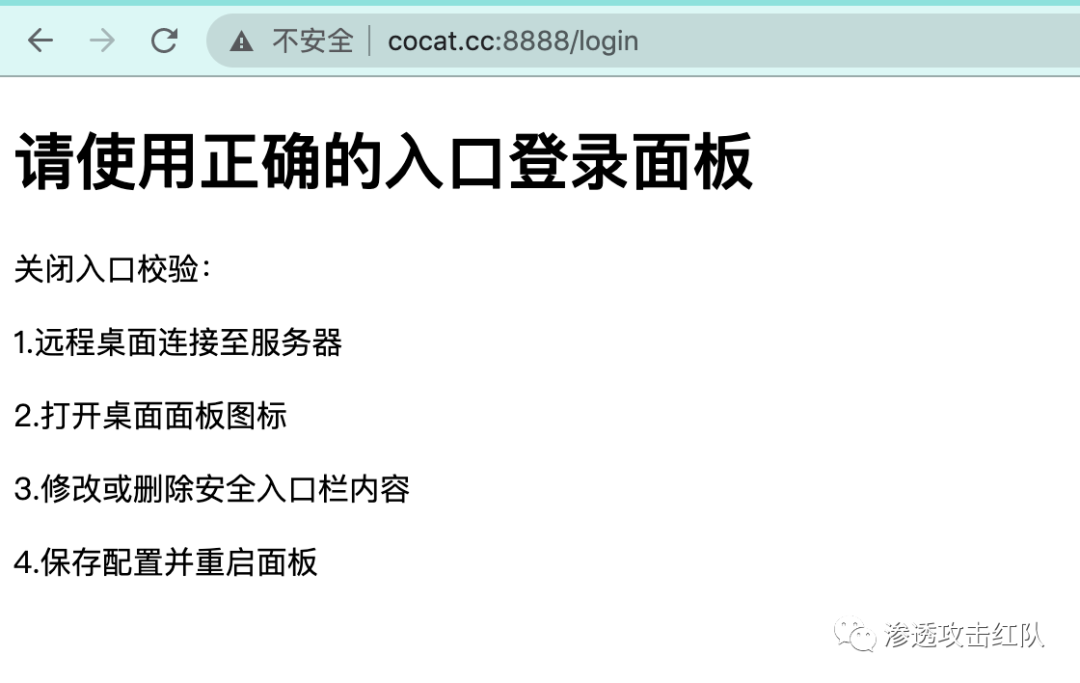 不安全 | cocat.cc:8888/login
请使用正确的入口登录面板
关闭入口校验：
1.远程桌面连接至服务器
2.打开桌面面板图标
3.修改或删除安全入口栏内容
4.保存配置并重启面板
渗透攻击红队